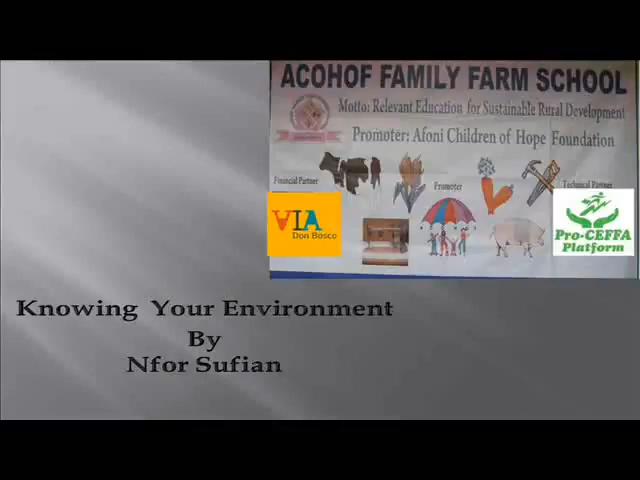 ACOHOF FAMILY FARM SCHOOL
Motto: Relevant Education for Sustainable Rural Development
Promoter: Afoni Children of Hope Foundation
Financial Partner
Promoter
Technical Partner
VIA
Don Bosco
Pro-CEFFA
Platform
Knowing Your Environment
By
Nfor Sufian